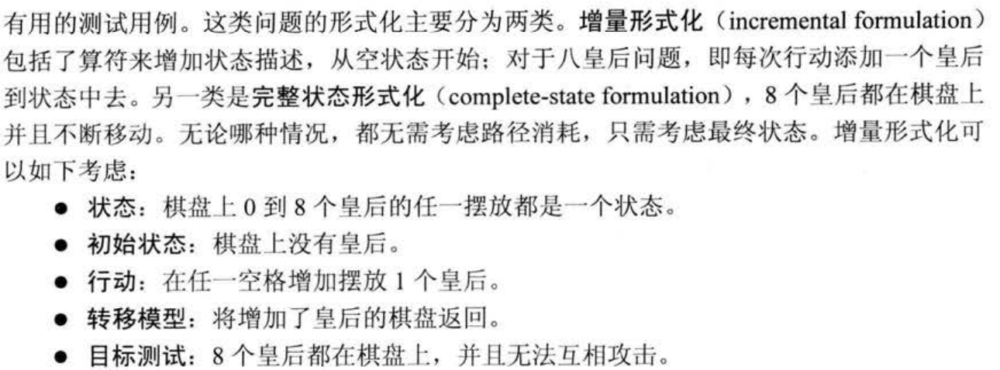 有用的测试用例。这类问题的形式化主要分为两类。增量形式化（incremental formulation）
包括了算符来增加状态描述，从空状态开始；对于八皇后问题，即每次行动添加一个皇后
到状态中去。另一类是完整状态形式化（complete-state formulation），8 个皇后都在棋盘上
并且不断移动。无论哪种情况，都无需考虑路径消耗，只需考虑最终状态。增量形式化可
以如下考虑：
● 状态：棋盘上 0 到 8 个皇后的任一摆放都是一个状态。
● 初始状态：棋盘上没有皇后。
● 行动：在任一空格增加摆放 1 个皇后。
● 转移模型：将增加了皇后的棋盘返回。
● 目标测试：8 个皇后都在棋盘上，并且无法互相攻击。